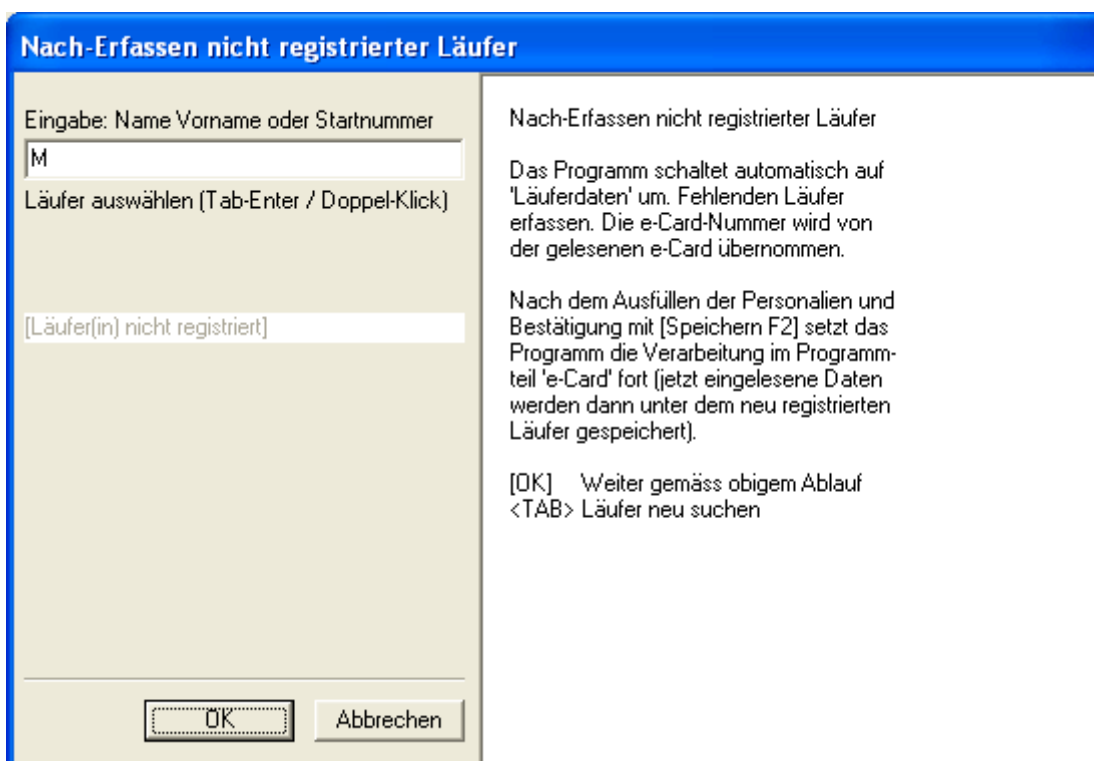 Nach-Erfassen nicht registrierter Läufer
Eingabe: Name Vorname oder Startnummer
M
Läufer auswählen (Tab-Enter / Doppel-Klick)
[Läufer(in) nicht registriert]
OK
Abbrechen
Nach-Erfassen nicht registrierter Läufer
Das Programm schaltet automatisch auf
'Läuferdaten' um. Fehlenden Läufer
erfassen. Die e-Card-Nummer wird von
der gelesenen e-Card übernommen.
Nach dem Ausfüllen der Personalien und
Bestätigung mit [Speichern F2] setzt das
Programm die Verarbeitung im Programm-
teil 'e-Card' fort (jetzt eingelesene Daten
werden dann unter dem neu registrierten
Läufer gespeichert).
[OK] Weiter gemäss obigem Ablauf
<TAB> Läufer neu suchen